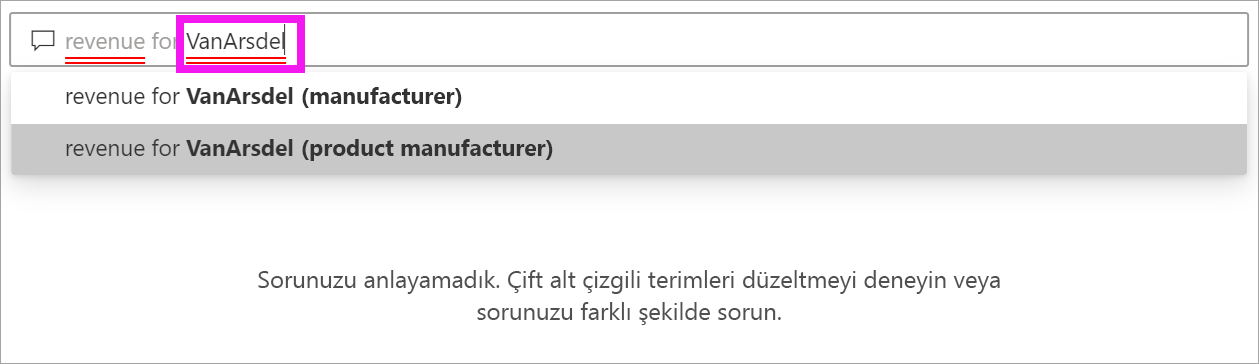 revenue for VanArsdel
revenue for VanArsdel (manufacturer)
revenue for VanArsdel (product manufacturer)
Sorunuzu anlayamadık. Çift alt çizgili terimleri düzeltmeyi deneyin veya
sorunuzu farklı şekilde sorun.